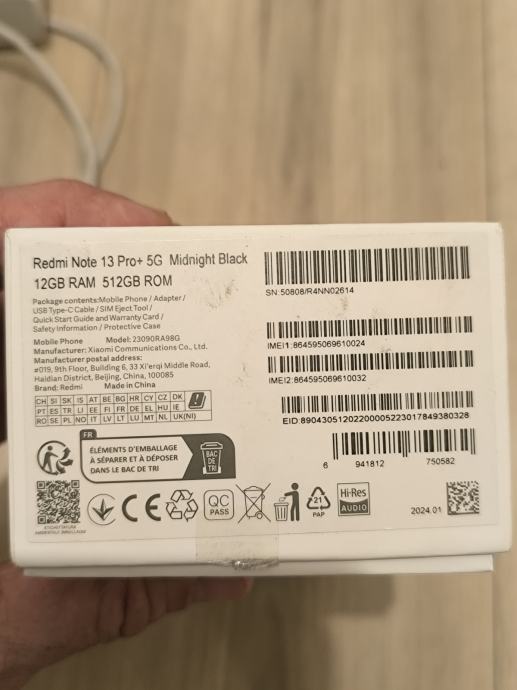 Redmi Note 13 Pro+ 5G Midnight Black
12GB RAM 512GB ROM
Package contents:Mobile Phone / Adapter /
USB Type-C Cable / SIM Eject Tool /
Quick Start Guide and Warranty Card /
Safety Information / Protective Case
Mobile Phone Model: 23090RA98G
Manufacturer: Xiaomi Communications Co., Ltd.
Manufacturer postal address:
#019, 9th Floor, Building 6, 33 Xi'erqi Middle Road,
Haidian District, Beijing, China, 100085
Brand: Redmi Made in China
CH SI SK IS AT BE BG HR CY CZ DK
PT ES TR LI EE FI FR DE EL HU IE
RO SE PL NO IT LV LT LU MT NL UK(NI)
SN:50808/R4NN02614
IMEI1:864595069610024
IMEI2:864595069610032
EID:89043051202200005223017849380328
6 941812 750582
FR
ÉLÉMENTS D'EMBALLAGE
À SÉPARER ET À DÉPOSER
DANS LE BAC DE TRI
BAC
DE
TRI
CE
QC
PASS
21
PAP
Hi-Res
AUDIO
2024.01